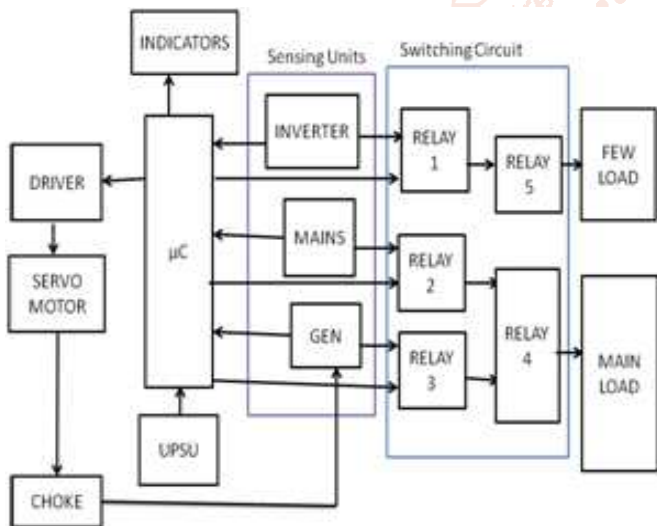 INDICATORS
Sensing Units
Switching Circuit
INVERTER
RELAY
1
RELAY
5
FEW
LOAD
DRIVER
µC
MAINS
RELAY
2
SERVO
MOTOR
GEN
RELAY
3
RELAY
4
MAIN
LOAD
UPSU
CHOKE